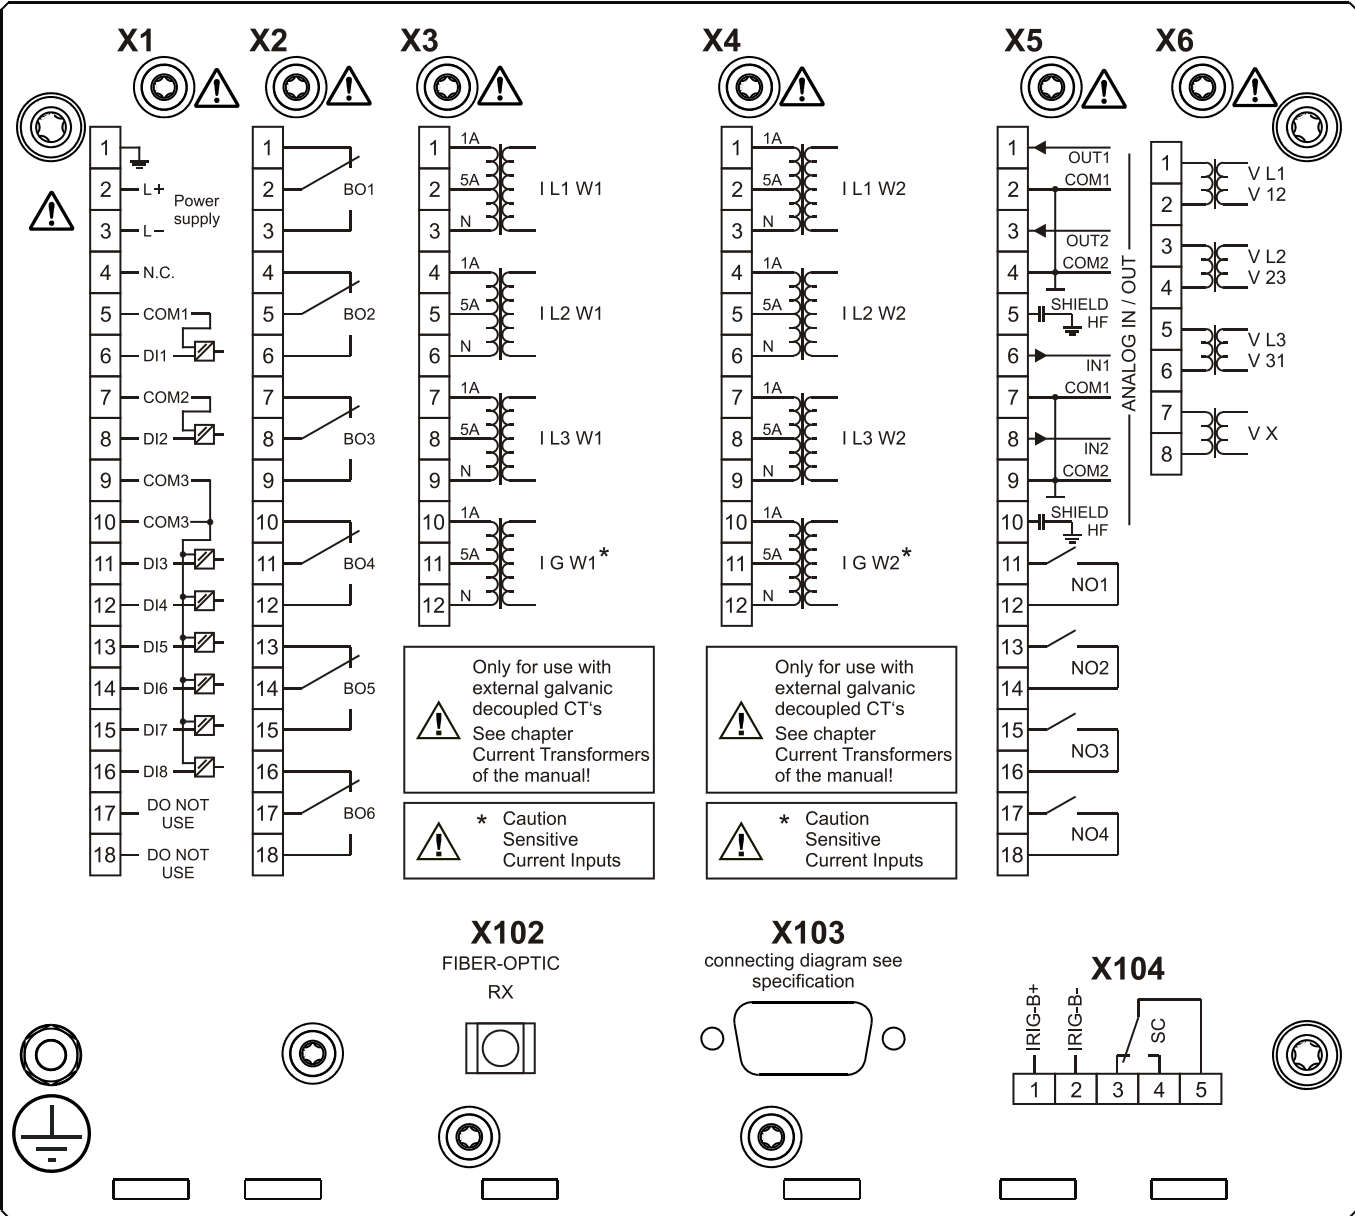 X1
1
2 L+
Power
supply
3 L–
4 N.C.
5 COM1
6 DI1
7 COM2
8 DI2
9 COM3
10 COM3
11 DI3
12 DI4
13 DI5
14 DI6
15 DI7
16 DI8
17 DO NOT
USE
18 DO NOT
USE
X2
1
2 BO1
3
4
5 BO2
6
7
8 BO3
9
10
11 BO4
12
13
14 BO5
15
16
17 BO6
18
X3
1 1A
2 5A I L1 W1
3 N
4 1A
5 5A I L2 W1
6 N
7 1A
8 5A I L3 W1
9 N
10 1A
11 5A I G W1*
12 N
Only for use with
external galvanic
decoupled CT‘s
See chapter
Current Transformers
of the manual!
* Caution
Sensitive
Current Inputs
X4
1 1A
2 5A I L1 W2
3 N
4 1A
5 5A I L2 W2
6 N
7 1A
8 5A I L3 W2
9 N
10 1A
11 5A I G W2*
12 N
Only for use with
external galvanic
decoupled CT‘s
See chapter
Current Transformers
of the manual!
* Caution
Sensitive
Current Inputs
X5
1 OUT1
2 COM1
3 OUT2
4 COM2
5 SHIELD
HF
6 IN1
7 COM1
8 IN2
9 COM2
10 SHIELD
HF
ANALOG IN / OUT
11
NO1
12
13
NO2
14
15
NO3
16
17
NO4
18
X6
1 V L1
2 V 12
3 V L2
4 V 23
5 V L3
6 V 31
7
V X
8
X102
FIBER-OPTIC
RX
X103
connecting diagram see
specification
X104
IRIG-B+
IRIG-B-
SC
1 2 3 4 5